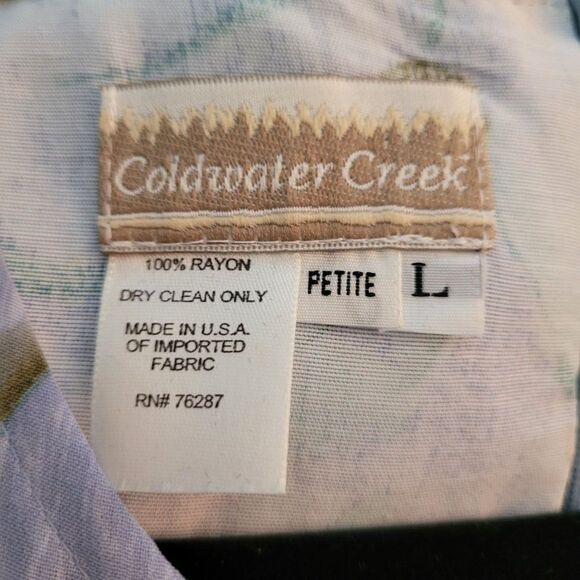 Coldwater Creek
100% RAYON
DRY CLEAN ONLY
MADE IN U.S.A.
OF IMPORTED
FABRIC
RN# 76287
PETITE
L